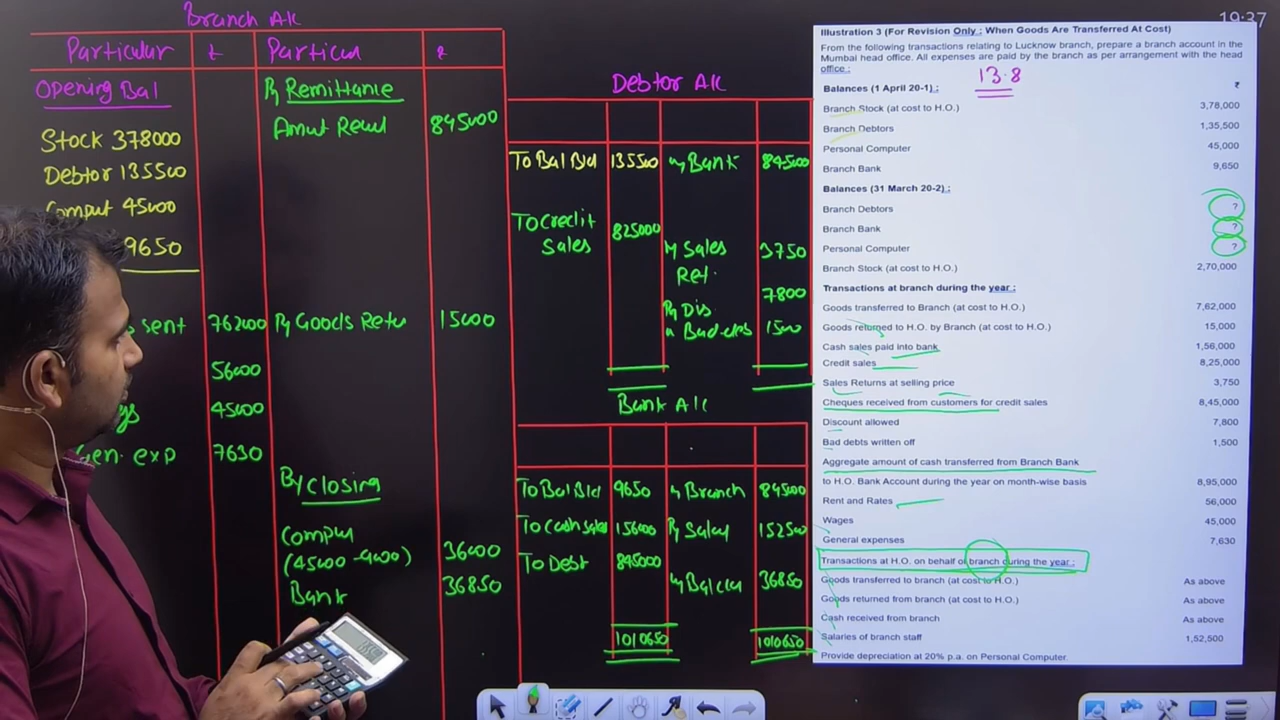 19:37
Branch A/c
Particular ₹ Particul ₹
Opening Bal
Stock 378000
Debtor 135500
Comput 45000
9650
sent 762000
56000
gs 45000
Gen. exp 7630
By Remittance
Amut Recd 845000
By Goods Retu 15000
By closing
Comput
(45000 - 9000) 36000
Bank 36850
Debtor A/c
To Bal B/d 135500 By Bank 845000
To credit
Sales 825000
By Sales 3750
Ret.
By Dis 7800
" Bad debts 1500
Bank A/c
To Bal B/d 9650 By Branch 845000
To Cash sales 156000 By Salary 152500
To Debt 845000
By Bal c/d 36850
1010650 1010650
Illustration 3 (For Revision Only : When Goods Are Transferred At Cost)
From the following transactions relating to Lucknow branch, prepare a branch account in the
Mumbai head office. All expenses are paid by the branch as per arrangement with the head
office :
13.8
Balances (1 April 20-1) : ₹
Branch Stock (at cost to H.O.) 3,78,000
Branch Debtors 1,35,500
Personal Computer 45,000
Branch Bank 9,650
Balances (31 March 20-2) :
Branch Debtors ?
Branch Bank ?
Personal Computer ?
Branch Stock (at cost to H.O.) 2,70,000
Transactions at branch during the year :
Goods transferred to Branch (at cost to H.O.) 7,62,000
Goods returned to H.O. by Branch (at cost to H.O.) 15,000
Cash sales paid into bank 1,56,000
Credit sales 8,25,000
Sales Returns at selling price 3,750
Cheques received from customers for credit sales 8,45,000
Discount allowed 7,800
Bad debts written off 1,500
Aggregate amount of cash transferred from Branch Bank
to H.O. Bank Account during the year on month-wise basis 8,95,000
Rent and Rates 56,000
Wages 45,000
General expenses 7,630
Transactions at H.O. on behalf of branch during the year :
Goods transferred to branch (at cost to H.O.) As above
Goods returned from branch (at cost to H.O.) As above
Cash received from branch As above
Salaries of branch staff 1,52,500
Provide depreciation at 20% p.a. on Personal Computer.